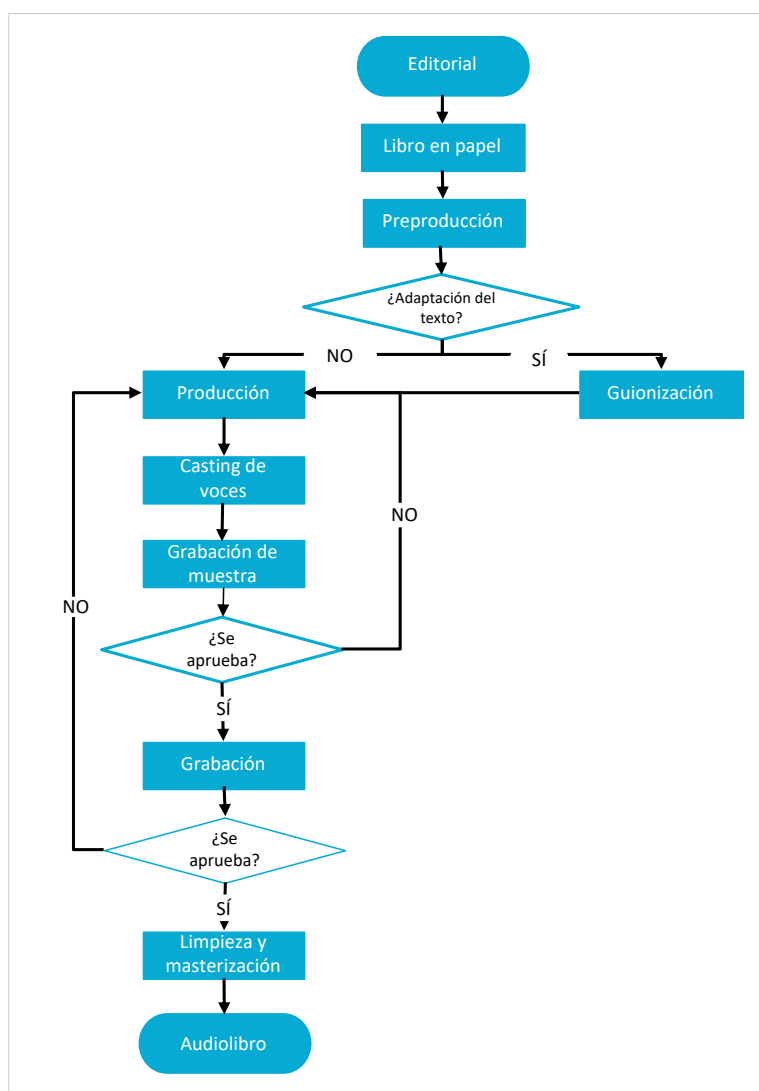 Editorial
Libro en papel
Preproducción
¿Adaptación del
texto?
NO
SÍ
Producción
Guionización
Casting de
voces
NO
Grabación de
muestra
NO
¿Se
aprueba?
SÍ
Grabación
¿Se
aprueba?
SÍ
Limpieza y
masterización
Audiolibro